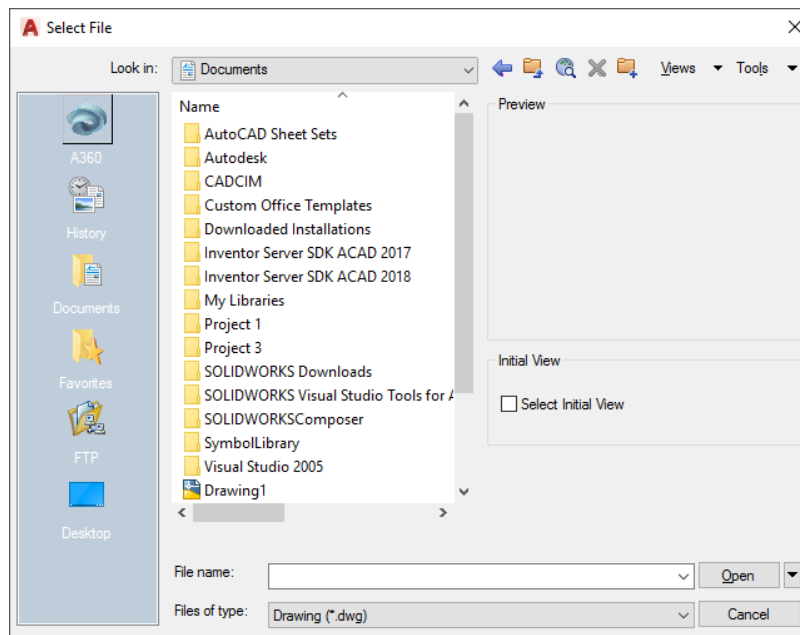 Select File
Look in: Documents Views Tools
A360
History
Documents
Favorites
FTP
Desktop
Name
AutoCAD Sheet Sets
Autodesk
CADCIM
Custom Office Templates
Downloaded Installations
Inventor Server SDK ACAD 2017
Inventor Server SDK ACAD 2018
My Libraries
Project 1
Project 3
SOLIDWORKS Downloads
SOLIDWORKS Visual Studio Tools for A
SOLIDWORKSComposer
SymbolLibrary
Visual Studio 2005
Drawing1
Preview
Initial View
Select Initial View
File name: Open
Files of type: Drawing (*.dwg) Cancel